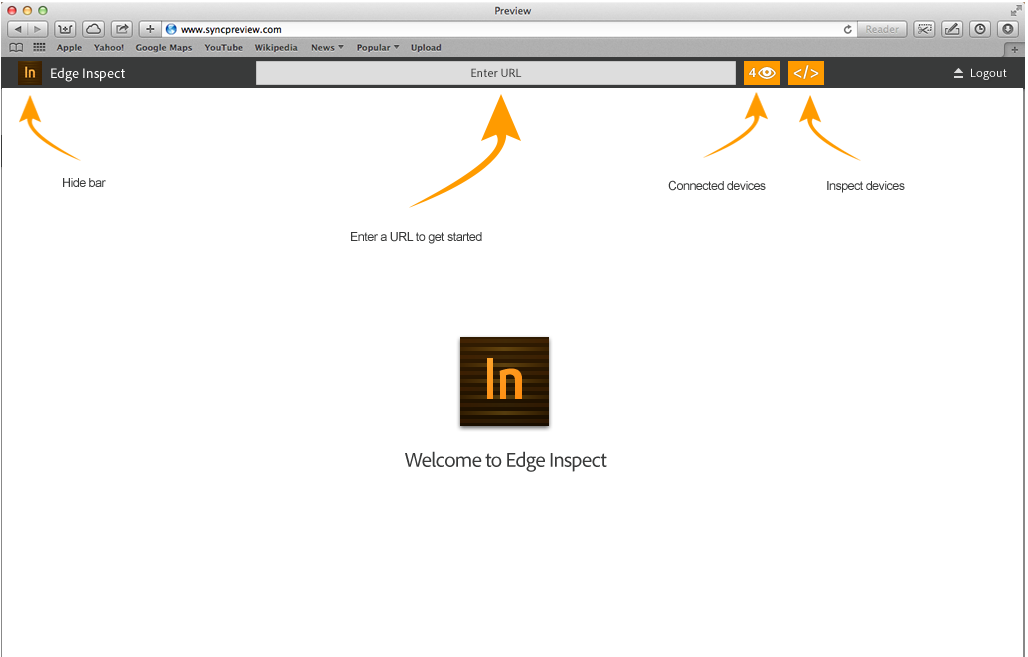 Preview
www.syncpreview.com
Reader
Apple Yahoo! Google Maps YouTube Wikipedia News Popular Upload
In Edge Inspect Enter URL 4 </> Logout
Hide bar
Connected devices Inspect devices
Enter a URL to get started
In
Welcome to Edge Inspect